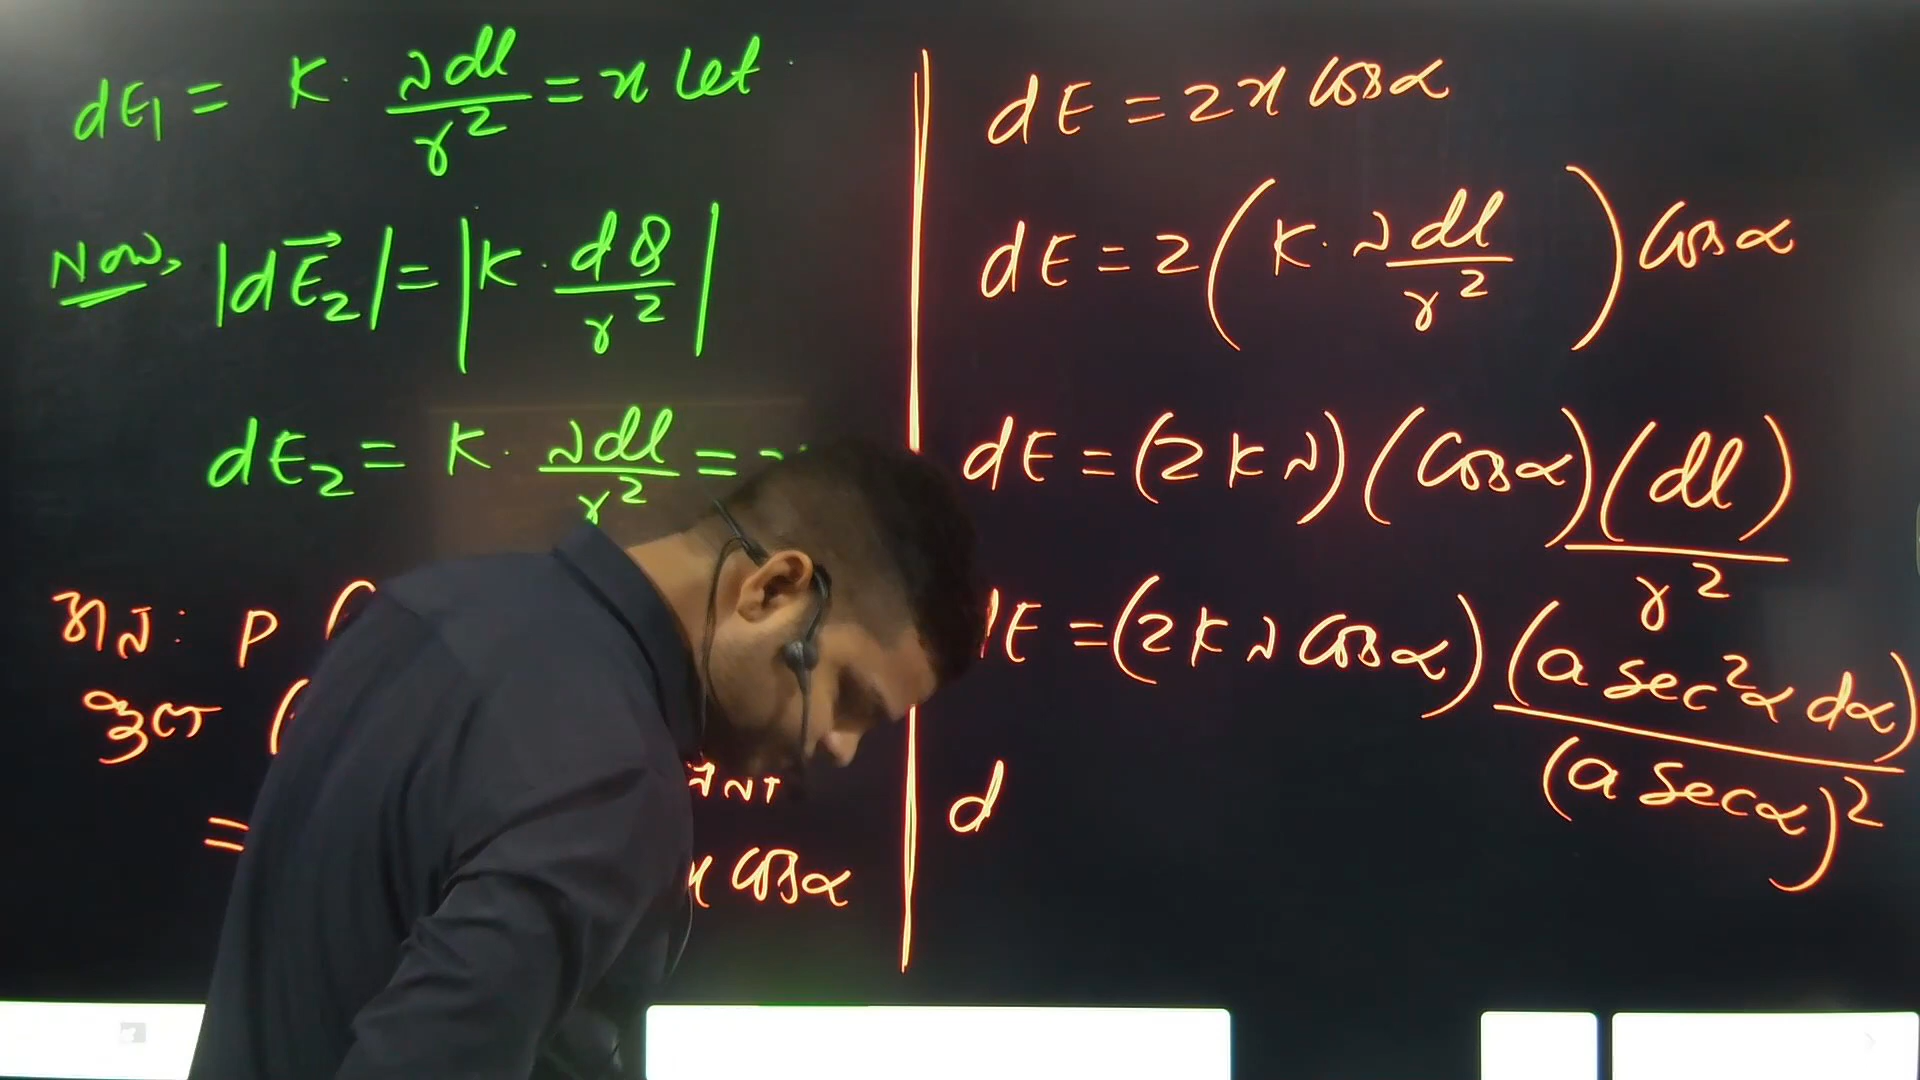 dE₁ = K · λdl/r² = x let
Now, |dE⃗₂| = |K · dQ/r²|
dE₂ = K · λdl/r² =
P (
कुल (
=
x Cosα
dE = 2x Cosα
dE = 2(K · λdl/r²) Cosα
dE = (2Kλ)(Cosα)(dl)/r²
dE = (2Kλ Cosα) (a sec²α dα)/(a secα)²
d